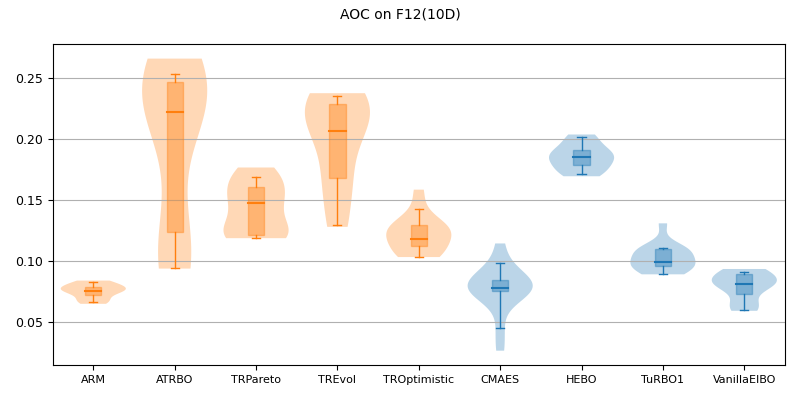 AOC on F12(10D)
0.25
0.20
0.15
0.10
0.05
ARM ATRBO TRPareto TREvol TROptimistic CMAES HEBO TuRBO1 VanillaEIBO